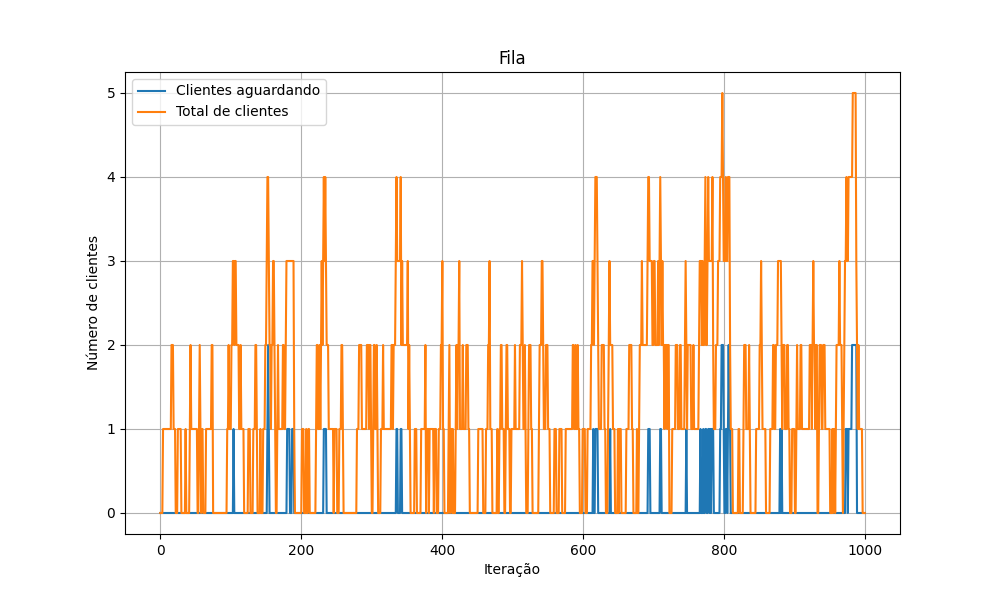 Fila
Clientes aguardando
Total de clientes
Número de clientes
5
4
3
2
1
0
0 200 400 600 800 1000
Iteração